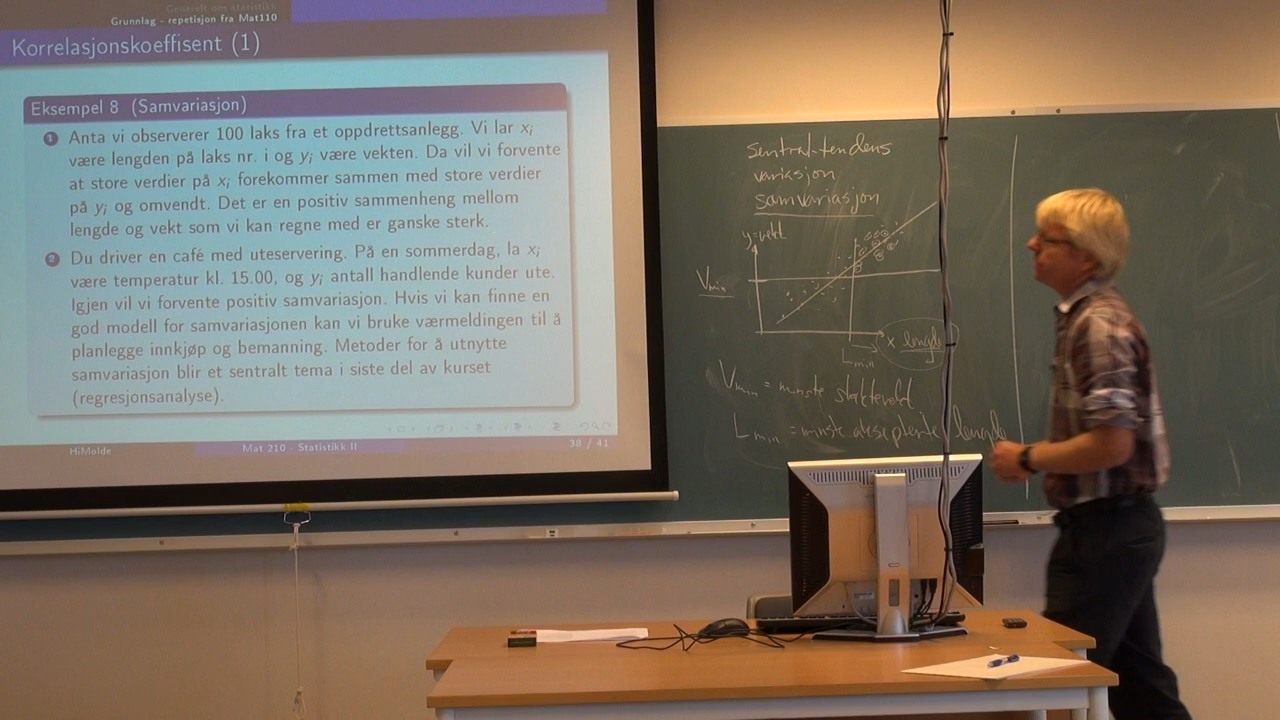 Generelt om statistikk
Grunnlag - repetisjon fra Mat110
Korrelasjonskoeffisent (1)
Eksempel 8 (Samvariasjon)
1 Anta vi observerer 100 laks fra et oppdrettsanlegg. Vi lar xi
være lengden på laks nr. i og yi være vekten. Da vil vi forvente
at store verdier på xi forekommer sammen med store verdier
på yi og omvendt. Det er en positiv sammenheng mellom
lengde og vekt som vi kan regne med er ganske sterk.
2 Du driver en café med uteservering. På en sommerdag, la xi
være temperatur kl. 15.00, og yi antall handlende kunder ute.
Igjen vil vi forvente positiv samvariasjon. Hvis vi kan finne en
god modell for samvariasjonen kan vi bruke værmeldingen til å
planlegge innkjøp og bemanning. Metoder for å utnytte
samvariasjon blir et sentralt tema i siste del av kurset
(regresjonsanalyse).
HiMolde Mat 210 - Statistikk II 38 / 41
sentral-tendens
variasjon
samvariasjon
y=vekt
Vmin
x lengde
Lmin
Vmin = minste slaktevekt
Lmin = minste aksepterte lengde